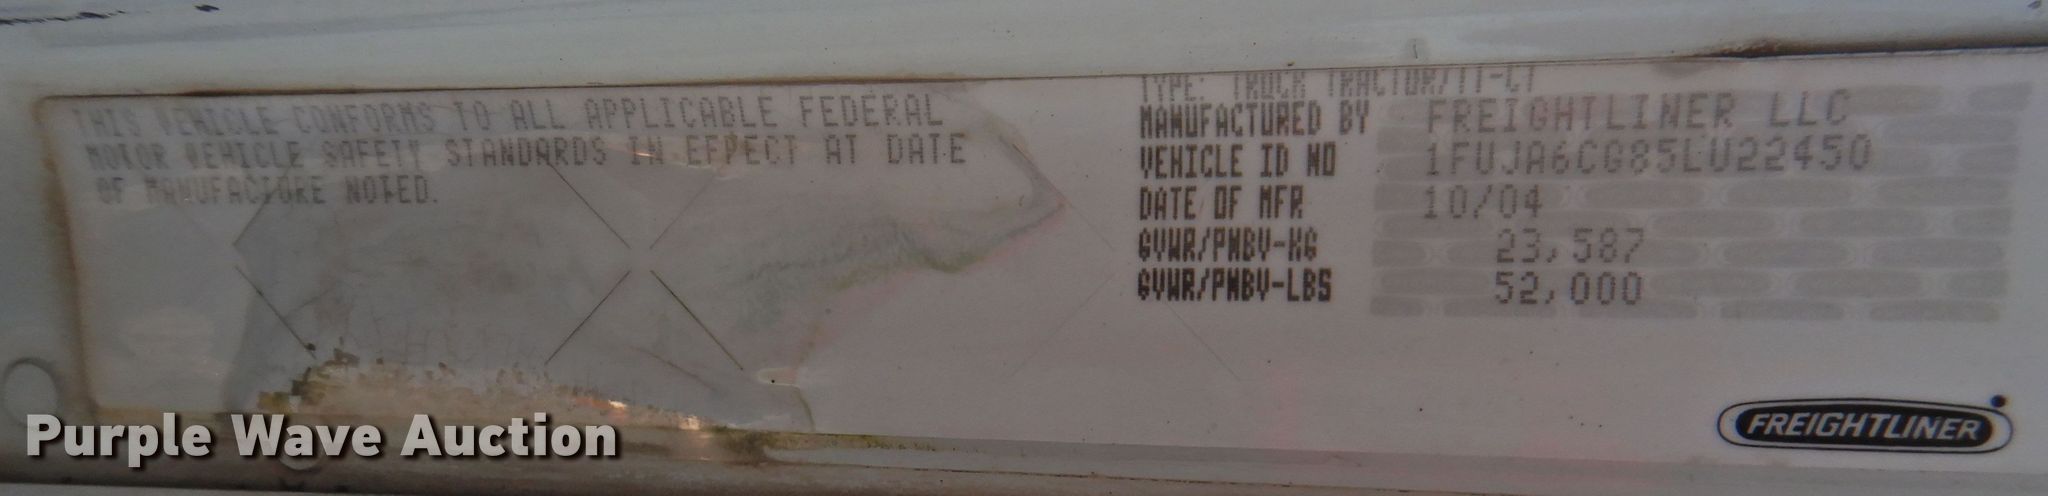 THIS VEHICLE CONFORMS TO ALL APPLICABLE FEDERAL
MOTOR VEHICLE SAFETY STANDARDS IN EFFECT AT DATE
OF MANUFACTURE NOTED.
TYPE: TRUCK TRACTOR/TT-CT
MANUFACTURED BY FREIGHTLINER LLC
VEHICLE ID NO 1FUJA6CG85LU22450
DATE OF MFR 10/04
GVWR/PNBV-KG 23,587
GVWR/PNBV-LBS 52,000
FREIGHTLINER
Purple Wave Auction